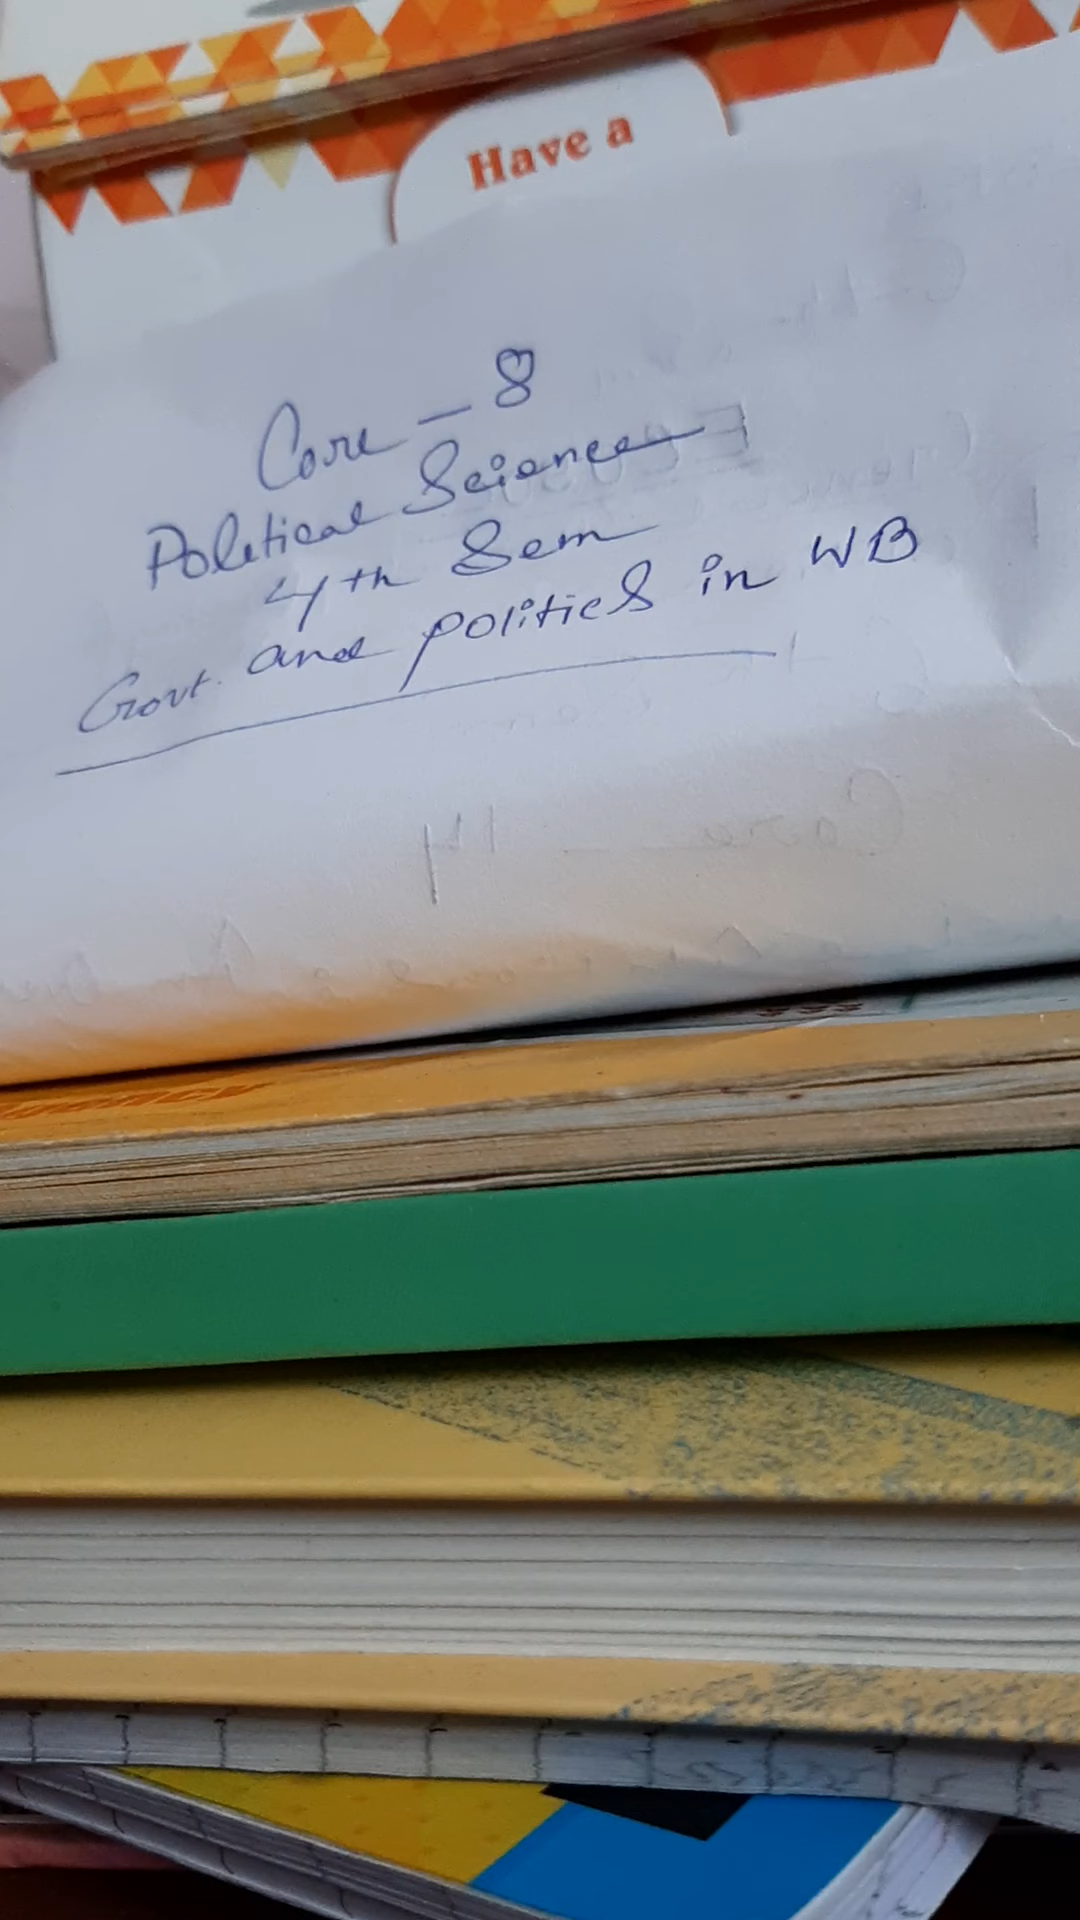 Have a
Core - 8
Political Science
4th Sem
Govt. and politics in WB